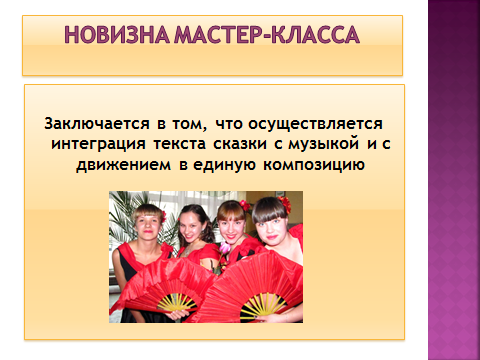 НОВИЗНА МАСТЕР-КЛАССА
Заключается в том, что осуществляется
интеграция текста сказки с музыкой и с
движением в единую композицию